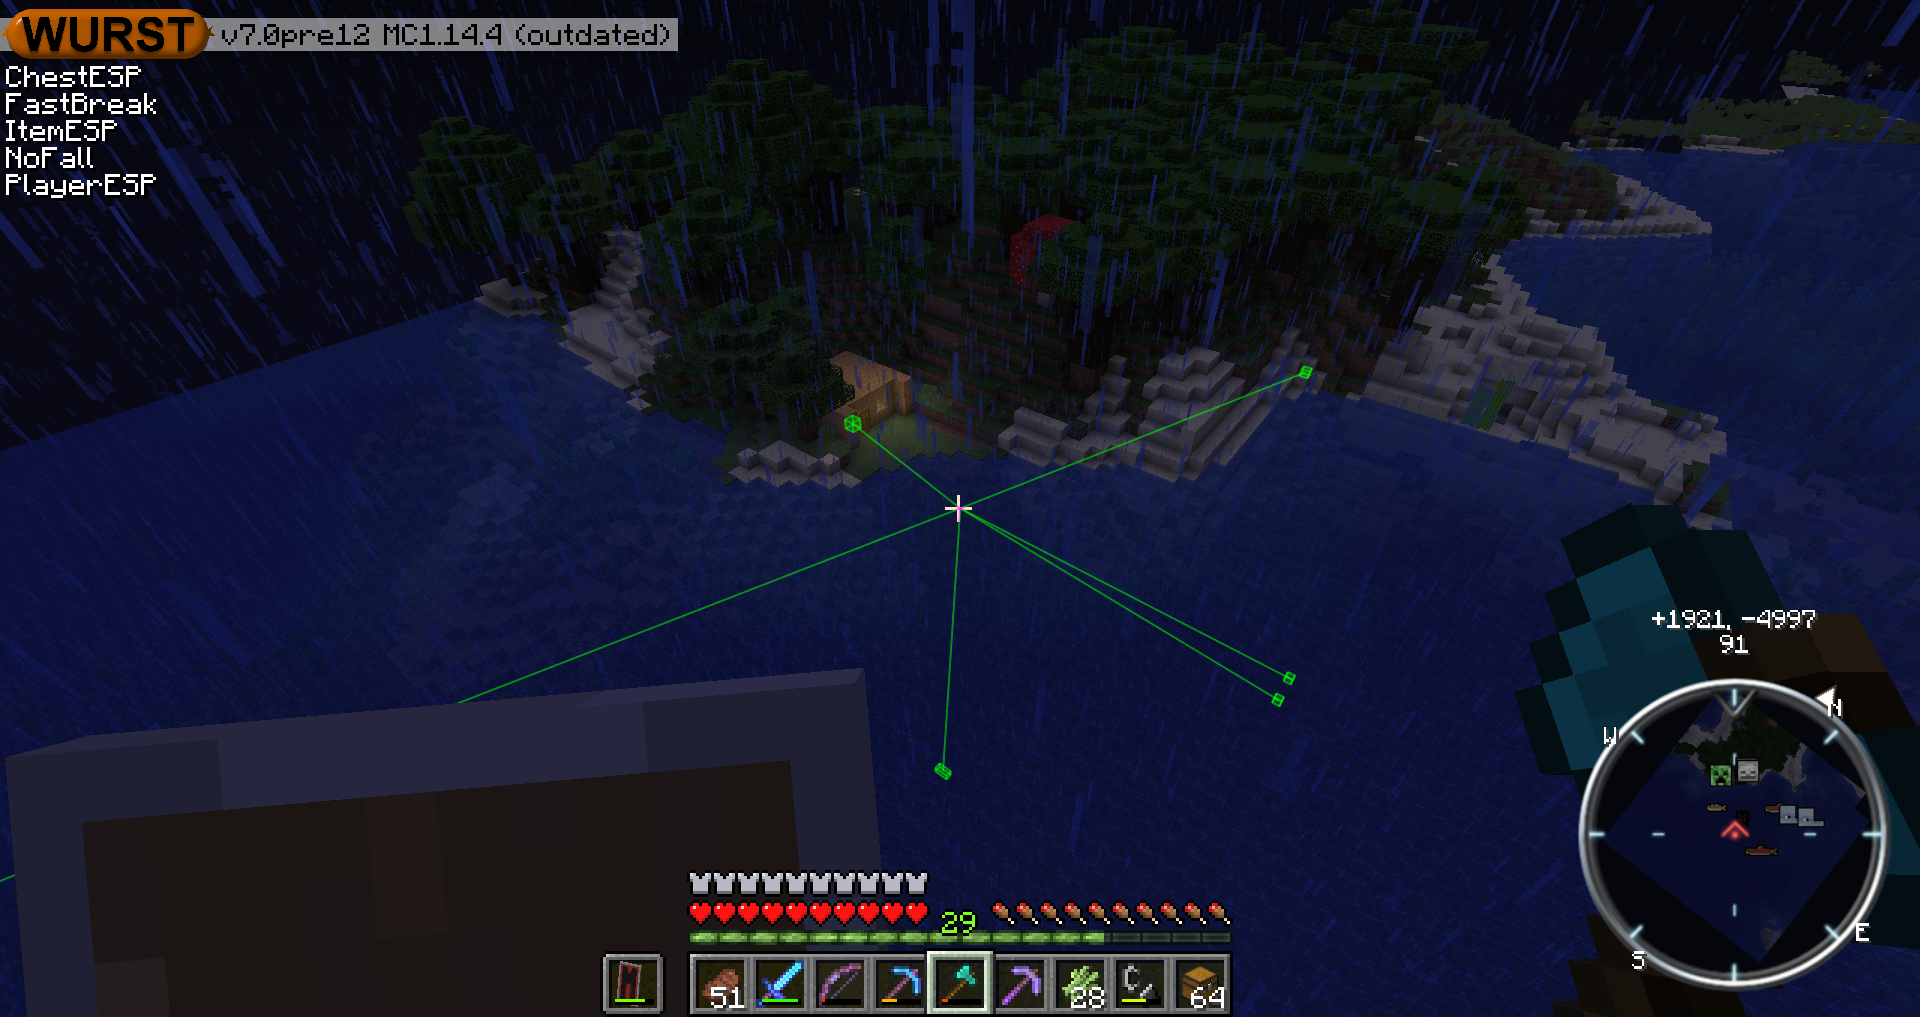 WURST v7.0pre12 MC1.14.4 (outdated)
ChestESP
FastBreak
ItemESP
NoFall
PlayerESP
+1921, -4997
91
N
W
E
S
29
51
28
64